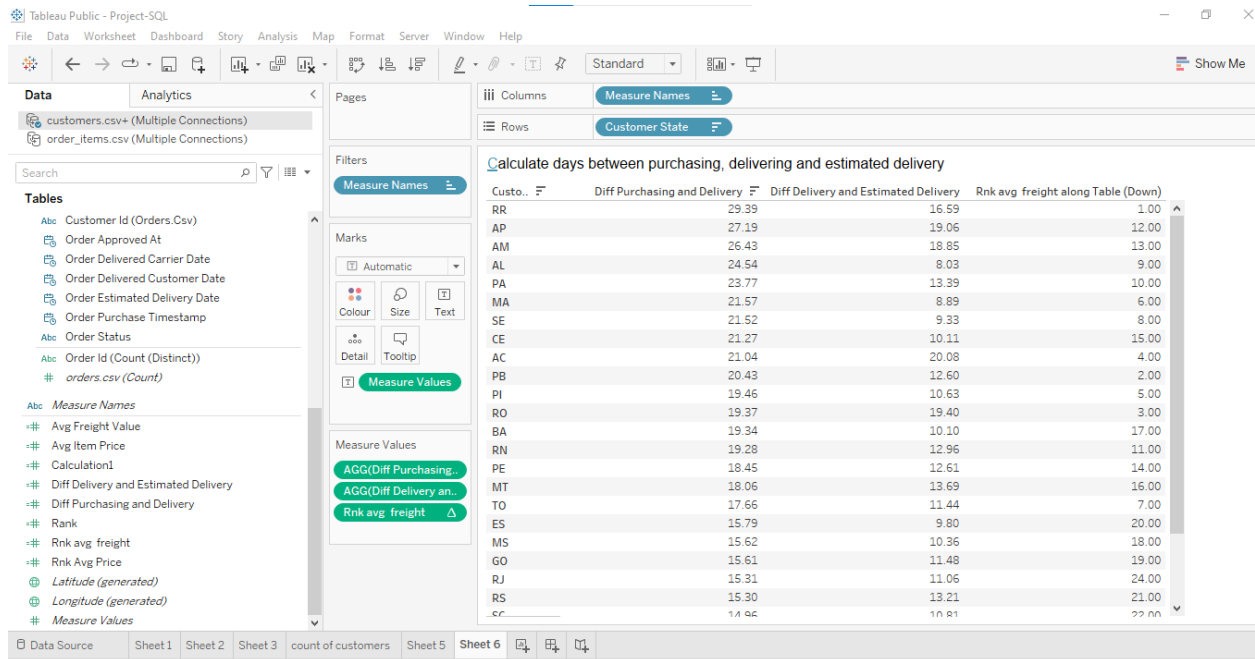 Tableau Public - Project-SQL
File Data Worksheet Dashboard Story Analysis Map Format Server Window Help
Standard
Show Me
Data Analytics
customers.csv+ (Multiple Connections)
order_items.csv (Multiple Connections)
Search
Tables
Abc Customer Id (Orders.Csv)
Order Approved At
Order Delivered Carrier Date
Order Delivered Customer Date
Order Estimated Delivery Date
Order Purchase Timestamp
Abc Order Status
Abc Order Id (Count (Distinct))
# orders.csv (Count)
Abc Measure Names
=# Avg Freight Value
=# Avg Item Price
=# Calculation1
=# Diff Delivery and Estimated Delivery
=# Diff Purchasing and Delivery
=# Rank
=# Rnk avg freight
=# Rnk Avg Price
Latitude (generated)
Longitude (generated)
# Measure Values
Pages
Filters
Measure Names
Marks
T Automatic
Colour Size Text
Detail Tooltip
T Measure Values
Measure Values
AGG(Diff Purchasing..
AGG(Diff Delivery an..
Rnk avg freight Δ
iii Columns Measure Names
Rows Customer State
Calculate days between purchasing, delivering and estimated delivery
Custo.. Diff Purchasing and Delivery Diff Delivery and Estimated Delivery Rnk avg freight along Table (Down)
RR 29.39 16.59 1.00
AP 27.19 19.06 12.00
AM 26.43 18.85 13.00
AL 24.54 8.03 9.00
PA 23.77 13.39 10.00
MA 21.57 8.89 6.00
SE 21.52 9.33 8.00
CE 21.27 10.11 15.00
AC 21.04 20.08 4.00
PB 20.43 12.60 2.00
PI 19.46 10.63 5.00
RO 19.37 19.40 3.00
BA 19.34 10.10 17.00
RN 19.28 12.96 11.00
PE 18.45 12.61 14.00
MT 18.06 13.69 16.00
TO 17.66 11.44 7.00
ES 15.79 9.80 20.00
MS 15.62 10.36 18.00
GO 15.61 11.48 19.00
RJ 15.31 11.06 24.00
RS 15.30 13.21 21.00
SC 14.96 10.81 22.00
Data Source Sheet 1 Sheet 2 Sheet 3 count of customers Sheet 5 Sheet 6